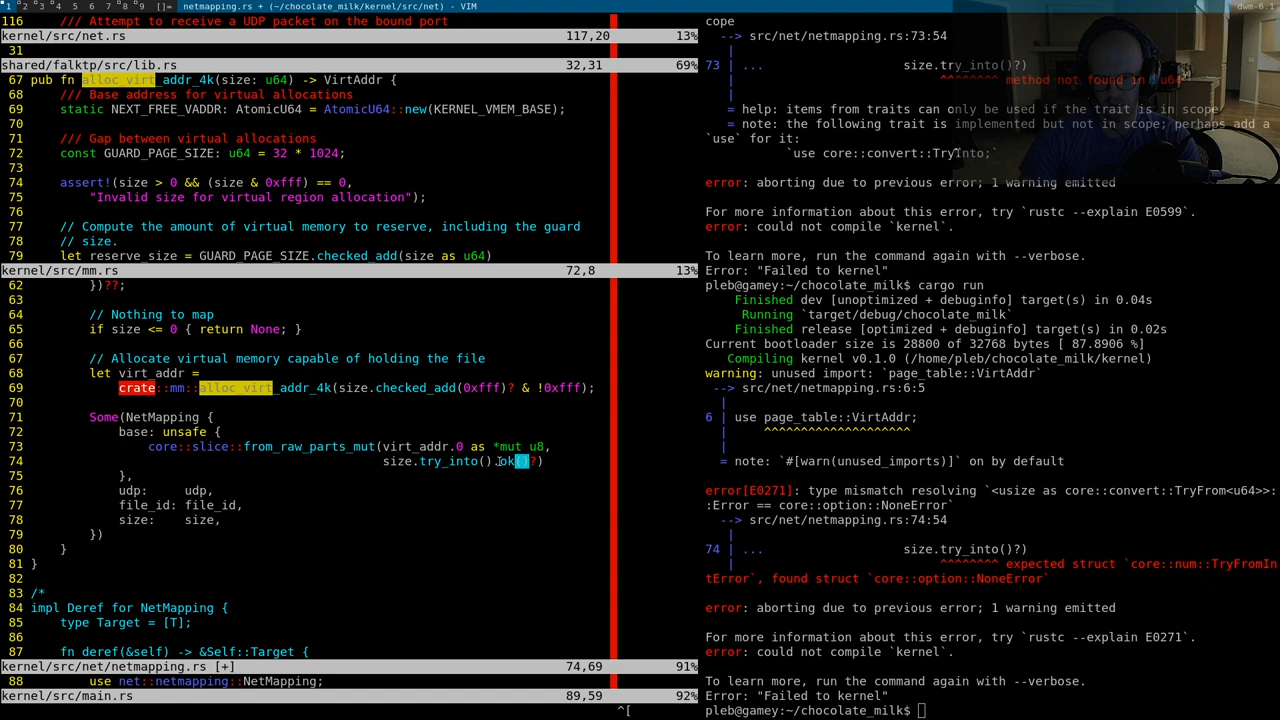 1 2 3 4 5 6 7 8 9 []= netmapping.rs + (~/chocolate_milk/kernel/src/net) - VIM dwm-6.1
116     /// Attempt to receive a UDP packet on the bound port
kernel/src/net.rs 117,20 13%
31
shared/falktp/src/lib.rs 32,31 69%
67 pub fn alloc_virt_addr_4k(size: u64) -> VirtAddr {
68     /// Base address for virtual allocations
69     static NEXT_FREE_VADDR: AtomicU64 = AtomicU64::new(KERNEL_VMEM_BASE);
70
71     /// Gap between virtual allocations
72     const GUARD_PAGE_SIZE: u64 = 32 * 1024;
73
74     assert!(size > 0 && (size & 0xfff) == 0,
75         "Invalid size for virtual region allocation");
76
77     // Compute the amount of virtual memory to reserve, including the guard
78     // size.
79     let reserve_size = GUARD_PAGE_SIZE.checked_add(size as u64)
kernel/src/mm.rs 72,8 13%
62         })??;
63
64         // Nothing to map
65         if size <= 0 { return None; }
66
67         // Allocate virtual memory capable of holding the file
68         let virt_addr =
69             crate::mm::alloc_virt_addr_4k(size.checked_add(0xfff)? & !0xfff);
70
71         Some(NetMapping {
72             base: unsafe {
73                 core::slice::from_raw_parts_mut(virt_addr.0 as *mut u8,
74                                                 size.try_into().ok()?)
75             },
76             udp:     udp,
77             file_id: file_id,
78             size:    size,
79         })
80     }
81 }
82
83 /*
84 impl Deref for NetMapping {
85     type Target = [T];
86
87     fn deref(&self) -> &Self::Target {
kernel/src/net/netmapping.rs [+] 74,69 91%
88         use net::netmapping::NetMapping;
kernel/src/main.rs 89,59 92%
^[
cope
  --> src/net/netmapping.rs:73:54
   |
73 | ...                   size.try_into()?)
   |                            ^^^^^^^^ method not found in `u64`
   |
   = help: items from traits can only be used if the trait is in scope
   = note: the following trait is implemented but not in scope; perhaps add a
`use` for it:
           `use core::convert::TryInto;`

error: aborting due to previous error; 1 warning emitted

For more information about this error, try `rustc --explain E0599`.
error: could not compile `kernel`.

To learn more, run the command again with --verbose.
Error: "Failed to kernel"
pleb@gamey:~/chocolate_milk$ cargo run
    Finished dev [unoptimized + debuginfo] target(s) in 0.04s
     Running `target/debug/chocolate_milk`
    Finished release [optimized + debuginfo] target(s) in 0.02s
Current bootloader size is 28800 of 32768 bytes [ 87.8906 %]
   Compiling kernel v0.1.0 (/home/pleb/chocolate_milk/kernel)
warning: unused import: `page_table::VirtAddr`
 --> src/net/netmapping.rs:6:5
  |
6 | use page_table::VirtAddr;
  |     ^^^^^^^^^^^^^^^^^^^^
  |
  = note: `#[warn(unused_imports)]` on by default

error[E0271]: type mismatch resolving `<usize as core::convert::TryFrom<u64>>:
:Error == core::option::NoneError`
  --> src/net/netmapping.rs:74:54
   |
74 | ...                   size.try_into()?)
   |                            ^^^^^^^^ expected struct `core::num::TryFromIn
tError`, found struct `core::option::NoneError`

error: aborting due to previous error; 1 warning emitted

For more information about this error, try `rustc --explain E0271`.
error: could not compile `kernel`.

To learn more, run the command again with --verbose.
Error: "Failed to kernel"
pleb@gamey:~/chocolate_milk$